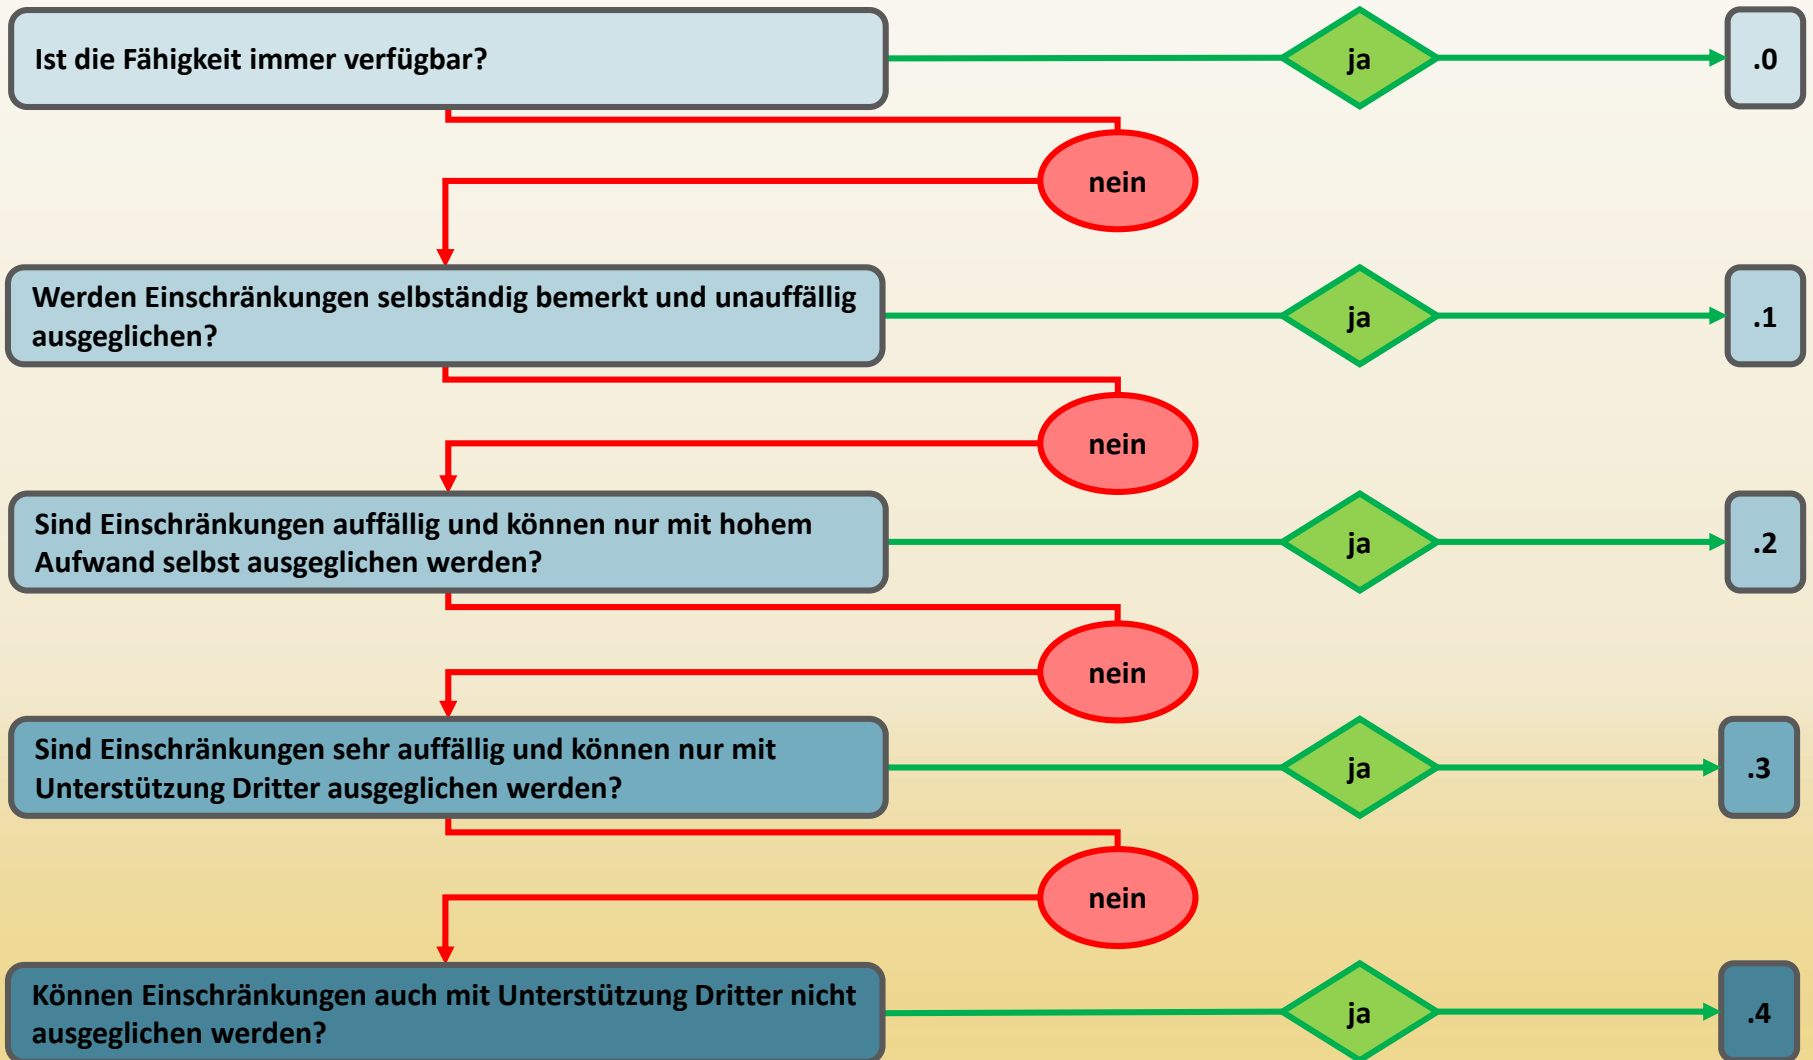 Ist die Fähigkeit immer verfügbar?
ja
.0
nein
Werden Einschränkungen selbständig bemerkt und unauffällig
ausgeglichen?
ja
.1
nein
Sind Einschränkungen auffällig und können nur mit hohem
Aufwand selbst ausgeglichen werden?
ja
.2
nein
Sind Einschränkungen sehr auffällig und können nur mit
Unterstützung Dritter ausgeglichen werden?
ja
.3
nein
Können Einschränkungen auch mit Unterstützung Dritter nicht
ausgeglichen werden?
ja
.4